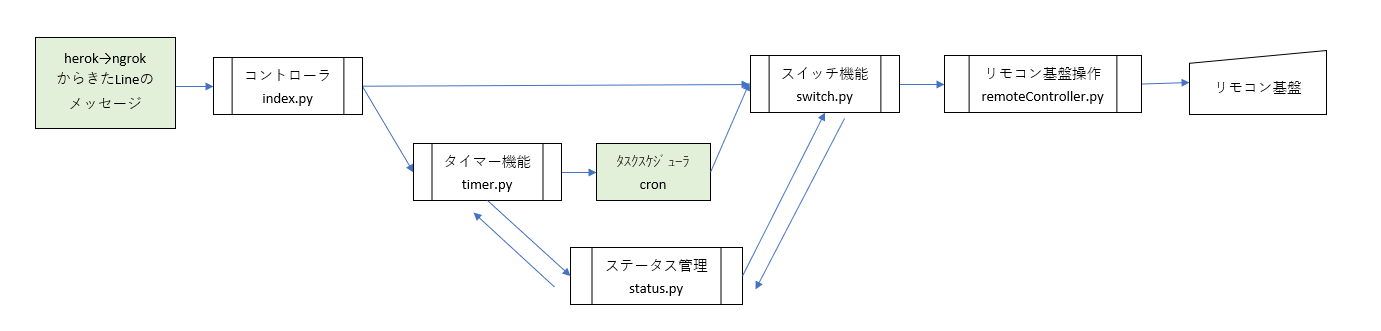 herok→ngrok
からきたLineの
メッセージ
コントローラ
index.py
スイッチ機能
switch.py
リモコン基盤操作
remoteController.py
リモコン基盤
タイマー機能
timer.py
ﾀｽｸｽｹｼﾞｭｰﾗ
cron
ステータス管理
status.py